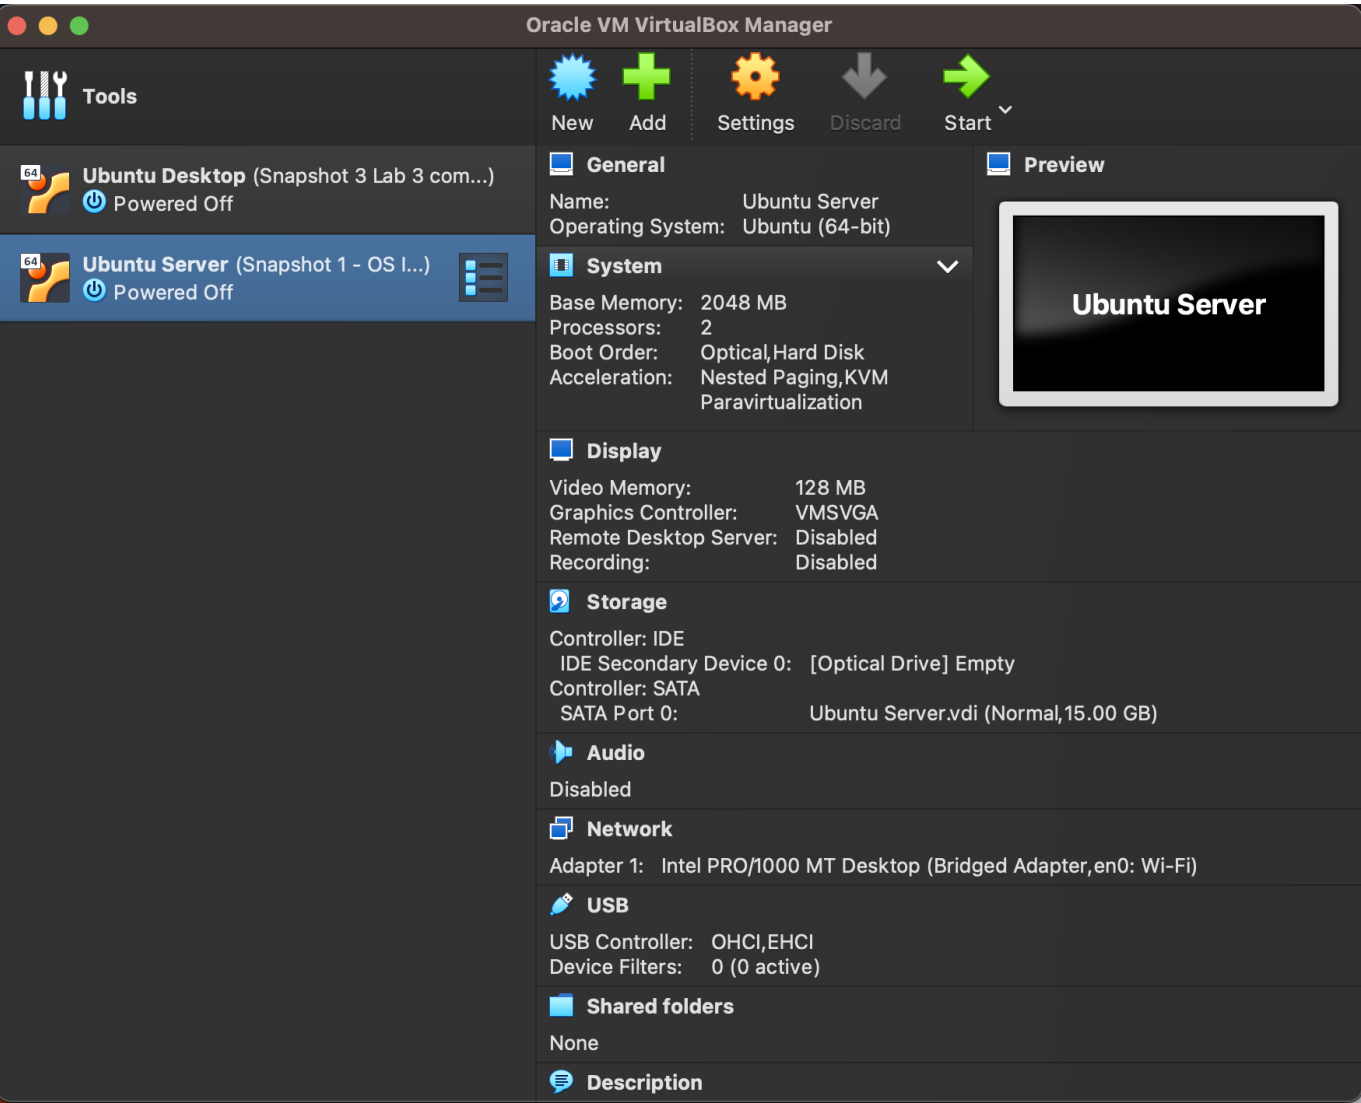 Oracle VM VirtualBox Manager
Tools
New
Add
Settings
Discard
Start
64
Ubuntu Desktop (Snapshot 3 Lab 3 com...)
Powered Off
64
Ubuntu Server (Snapshot 1 - OS I...)
Powered Off
General
Name: Ubuntu Server
Operating System: Ubuntu (64-bit)
Preview
Ubuntu Server
System
Base Memory: 2048 MB
Processors: 2
Boot Order: Optical,Hard Disk
Acceleration: Nested Paging,KVM
Paravirtualization
Display
Video Memory: 128 MB
Graphics Controller: VMSVGA
Remote Desktop Server: Disabled
Recording: Disabled
Storage
Controller: IDE
IDE Secondary Device 0: [Optical Drive] Empty
Controller: SATA
SATA Port 0: Ubuntu Server.vdi (Normal,15.00 GB)
Audio
Disabled
Network
Adapter 1: Intel PRO/1000 MT Desktop (Bridged Adapter,en0: Wi-Fi)
USB
USB Controller: OHCI,EHCI
Device Filters: 0 (0 active)
Shared folders
None
Description